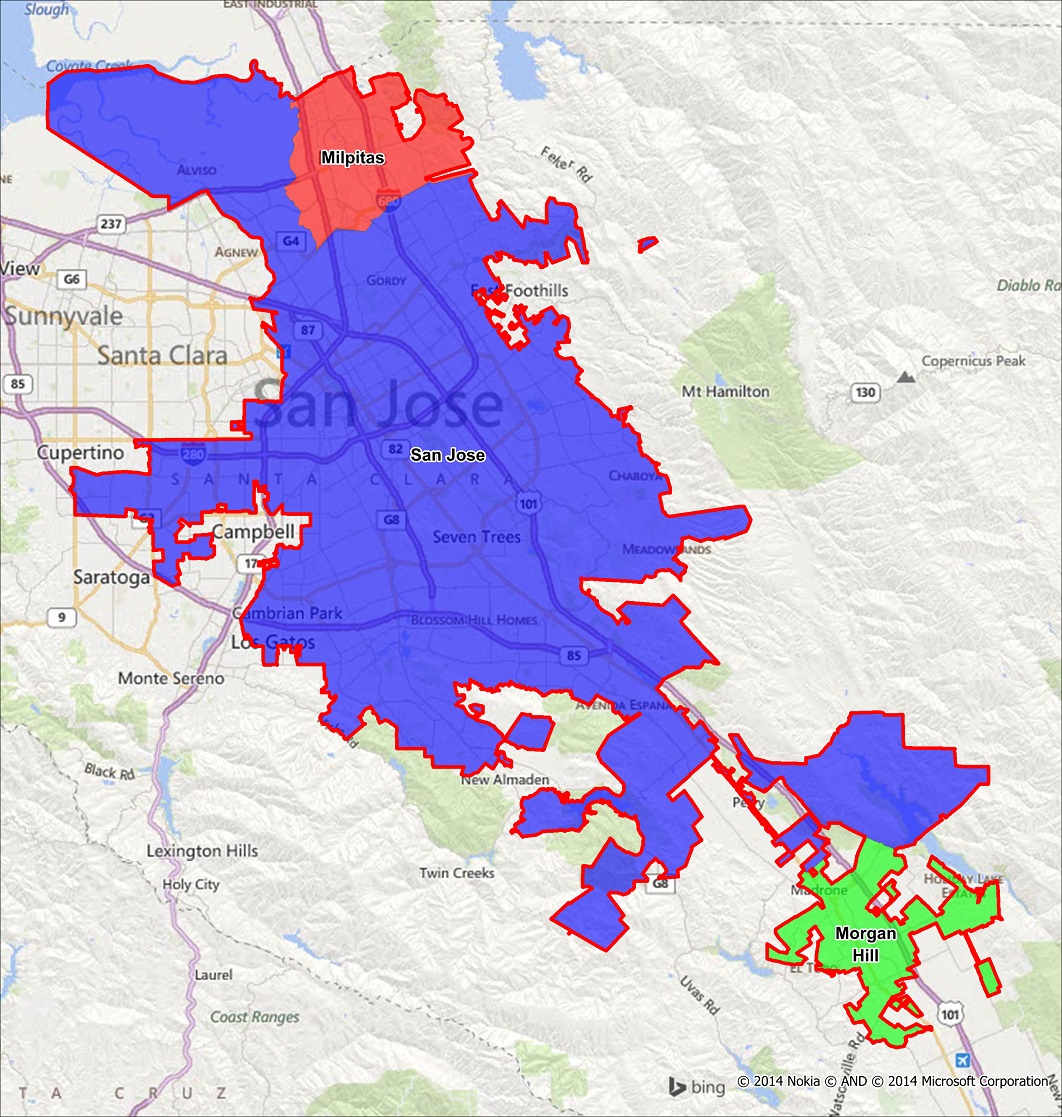 Slough
EAST INDUSTRIAL
Coyote Creek
Milpitas
Felter Rd
ALVISO
NE
680
237
G4
AGNEW
View
G6
GORDY
East Foothills
Diablo Ra
Sunnyvale
87
Santa Clara
Copernicus Peak
85
Mt Hamilton
130
San Jose
Cupertino
82
San Jose
280
SANTA CLARA
CHABOYA
101
G2
G8
Campbell
Seven Trees
MEADOWLANDS
17
Saratoga
9
Cambrian Park
BLOSSOM HILL HOMES
Los Gatos
85
Monte Sereno
AVENIDA ESPANA
Black Rd
New Almaden
Perry
Lexington Hills
Twin Creeks
Holy City
G8
Madrone
HOLIDAY LAKE
ESTATES
Morgan
Hill
EL TORO
Laurel
Uvas Rd
Coast Ranges
101
Watsonville Rd
TA CRUZ
bing
© 2014 Nokia © AND © 2014 Microsoft Corporation